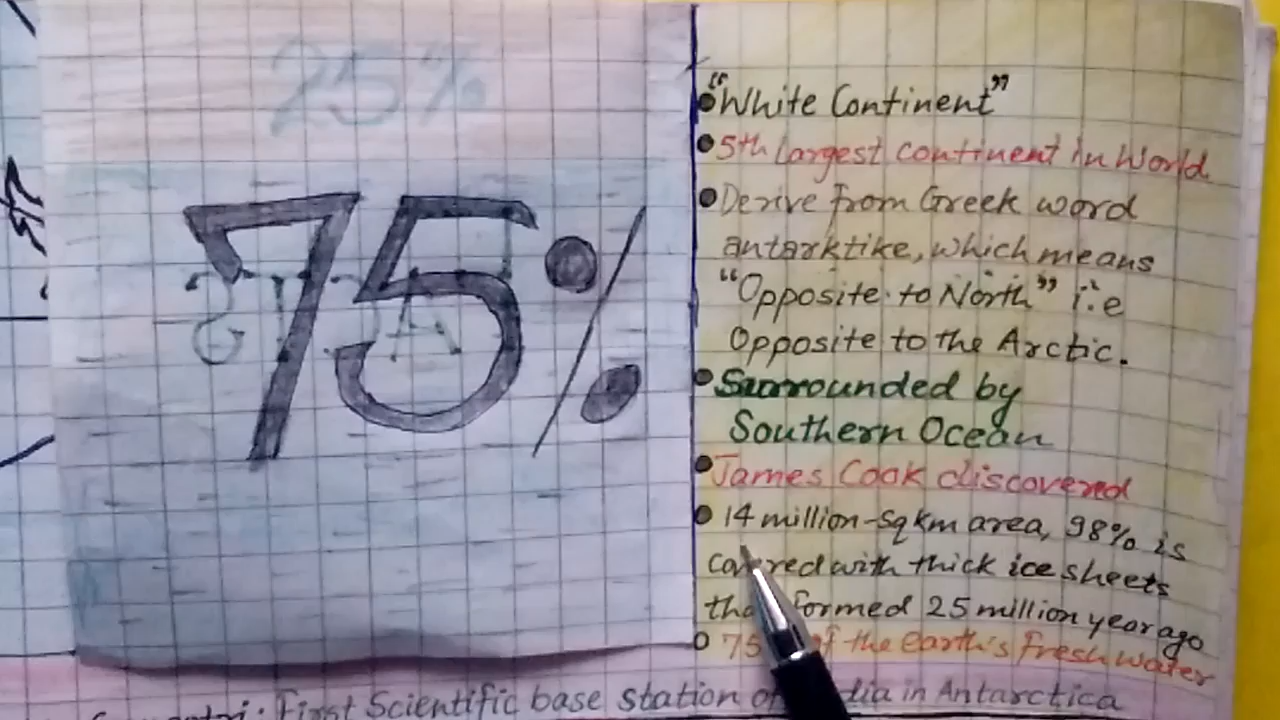 25%
75%
"White Continent"
5th largest continent in World
Derive from Greek word
antarktike, which means
"Opposite to North" i.e
Opposite to the Arctic.
Surrounded by
Southern Ocean
James Cook discovered
14 million-sq km area, 98% is
covered with thick ice sheets
formed 25 million year ago
75 of the earth's fresh water
First Scientific base station in Antarctica